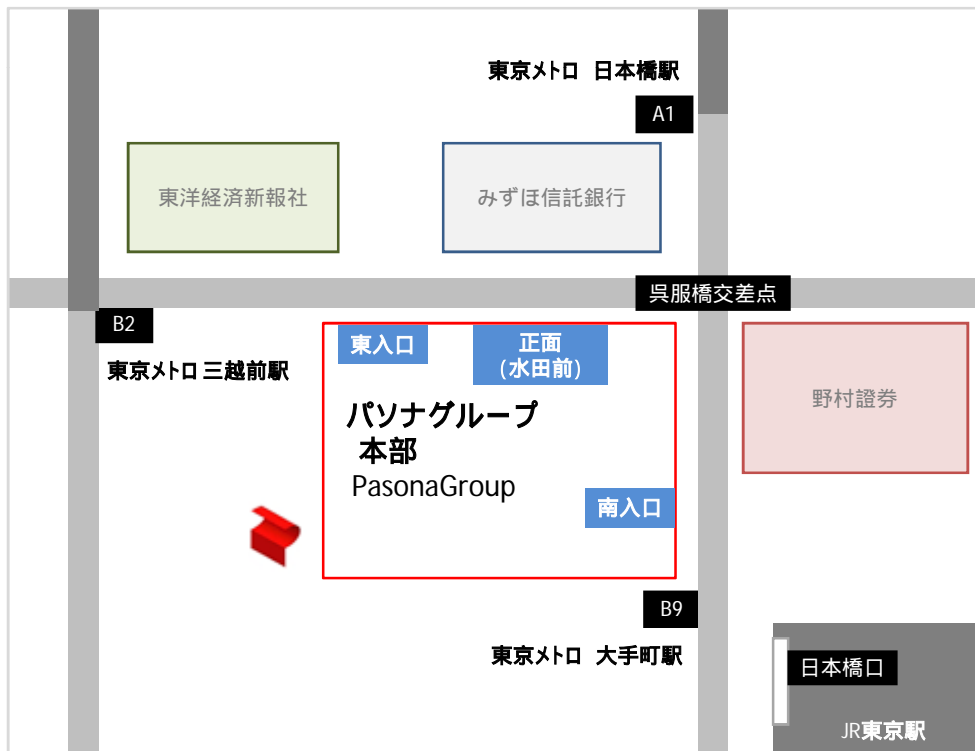 東京メトロ 日本橋駅
A1
東洋経済新報社
みずほ信託銀行
呉服橋交差点
B2
東京メトロ 三越前駅
東入口
正面
(水田前)
野村證券
パソナグループ
本部
PasonaGroup
南入口
B9
東京メトロ 大手町駅
日本橋口
JR東京駅